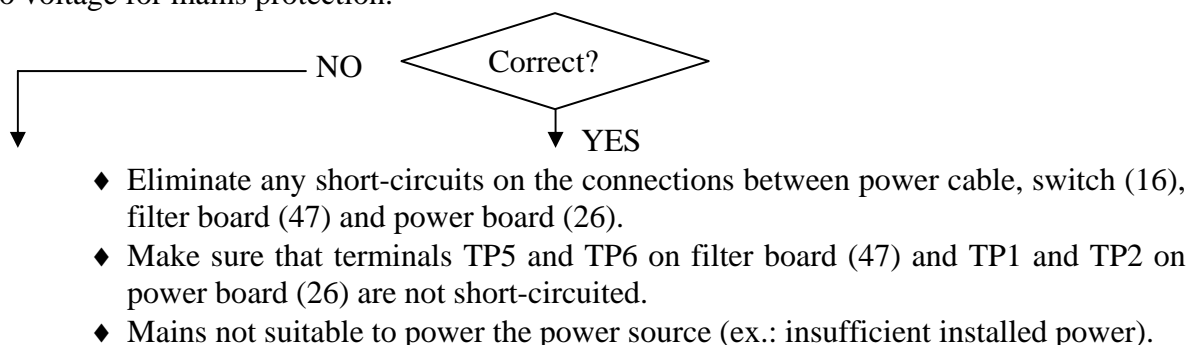 voltage for mains protection.
NO
Correct?
YES
♦ Eliminate any short-circuits on the connections between power cable, switch (16),
filter board (47) and power board (26).
♦ Make sure that terminals TP5 and TP6 on filter board (47) and TP1 and TP2 on
power board (26) are not short-circuited.
♦ Mains not suitable to power the power source (ex.: insufficient installed power).